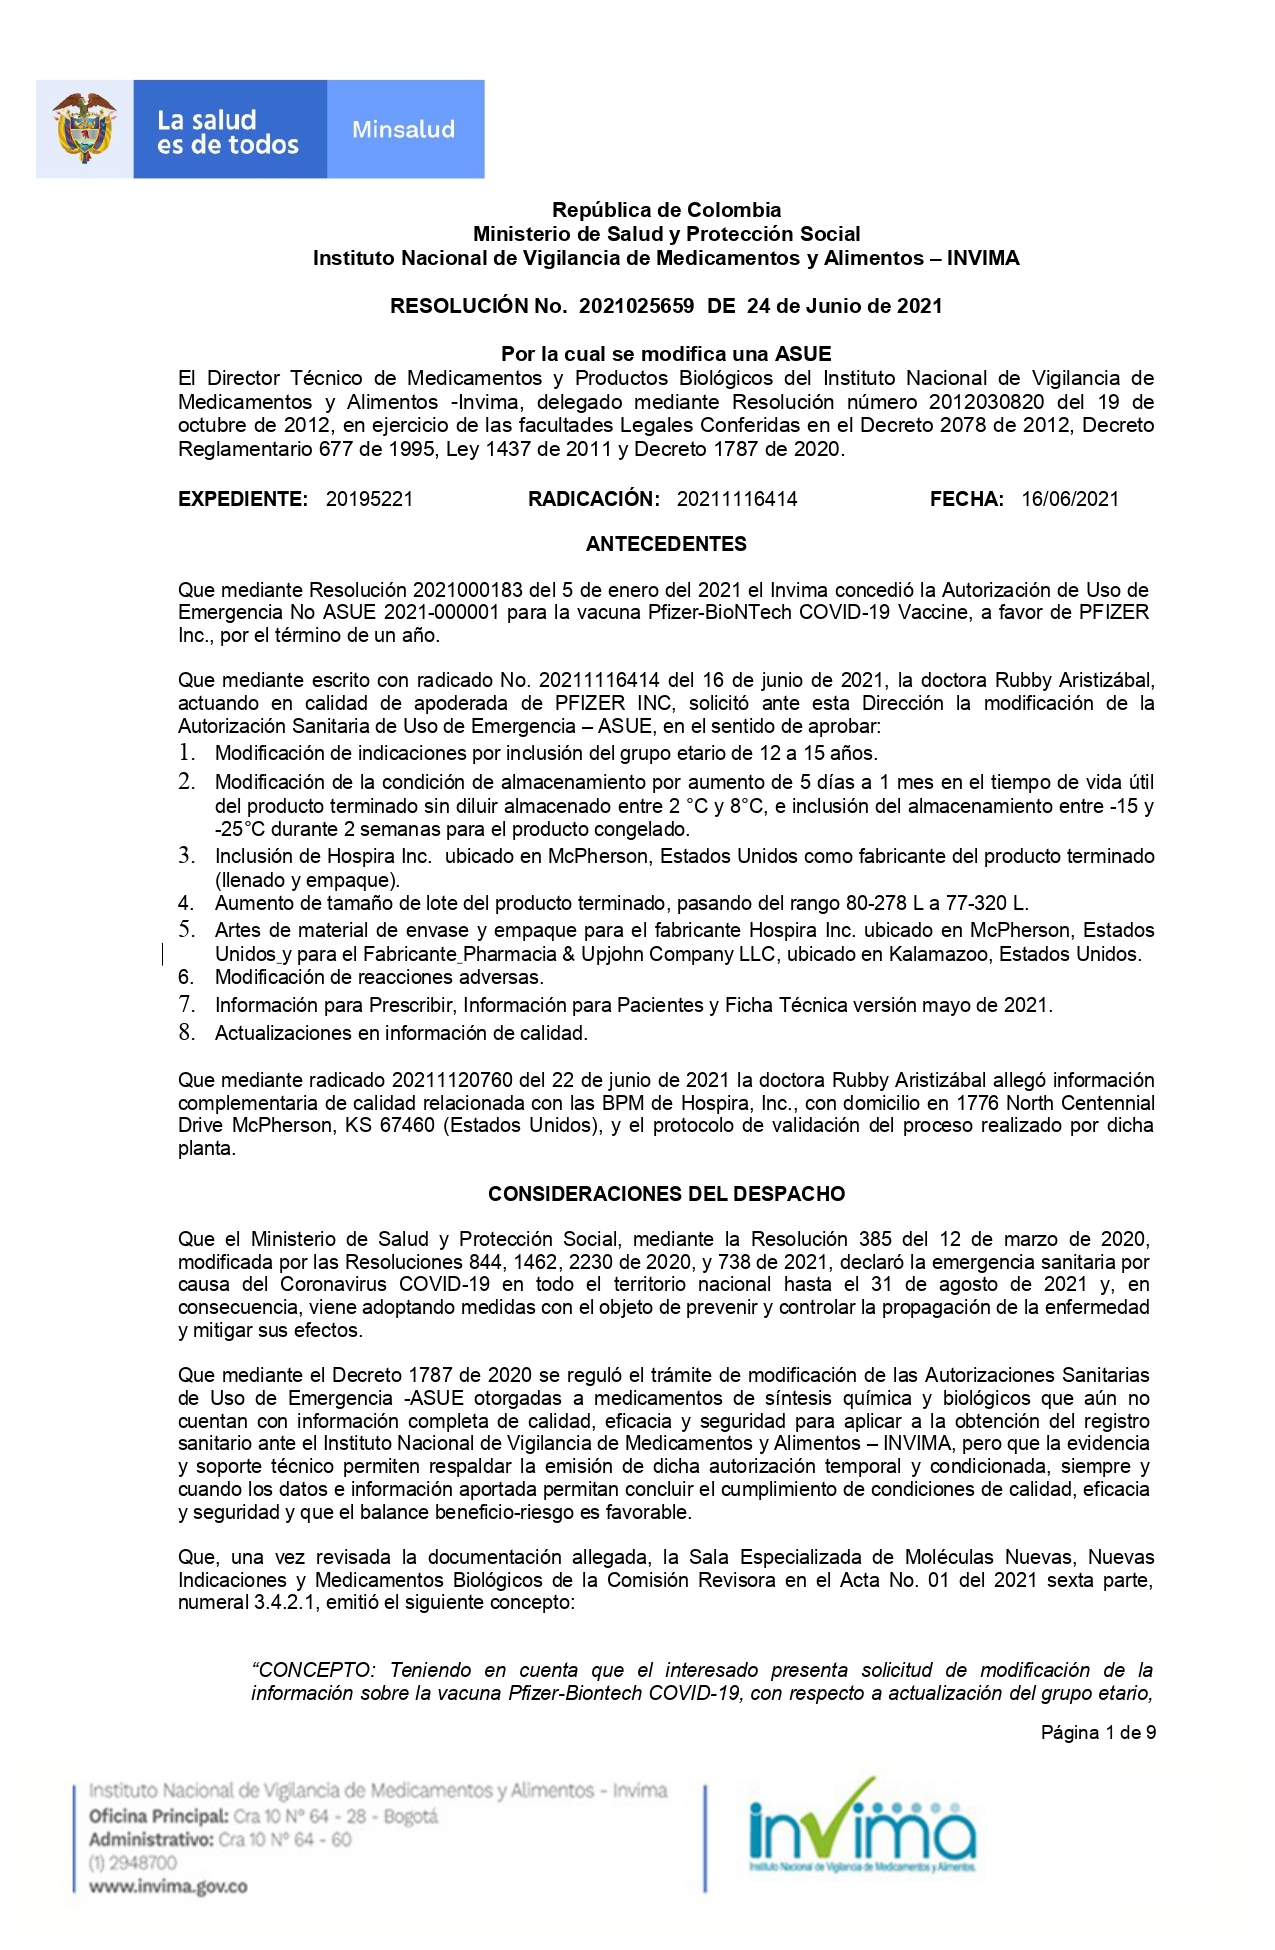 La salud
es de todos
Minsalud
República de Colombia
Ministerio de Salud y Protección Social
Instituto Nacional de Vigilancia de Medicamentos y Alimentos – INVIMA
RESOLUCIÓN No. 2021025659 DE 24 de Junio de 2021
Por la cual se modifica una ASUE
El Director Técnico de Medicamentos y Productos Biológicos del Instituto Nacional de Vigilancia de
Medicamentos y Alimentos -Invima, delegado mediante Resolución número 2012030820 del 19 de
octubre de 2012, en ejercicio de las facultades Legales Conferidas en el Decreto 2078 de 2012, Decreto
Reglamentario 677 de 1995, Ley 1437 de 2011 y Decreto 1787 de 2020.
EXPEDIENTE: 20195221 RADICACIÓN: 20211116414 FECHA: 16/06/2021
ANTECEDENTES
Que mediante Resolución 2021000183 del 5 de enero del 2021 el Invima concedió la Autorización de Uso de
Emergencia No ASUE 2021-000001 para la vacuna Pfizer-BioNTech COVID-19 Vaccine, a favor de PFIZER
Inc., por el término de un año.
Que mediante escrito con radicado No. 20211116414 del 16 de junio de 2021, la doctora Rubby Aristizábal,
actuando en calidad de apoderada de PFIZER INC, solicitó ante esta Dirección la modificación de la
Autorización Sanitaria de Uso de Emergencia – ASUE, en el sentido de aprobar:
1. Modificación de indicaciones por inclusión del grupo etario de 12 a 15 años.
2. Modificación de la condición de almacenamiento por aumento de 5 días a 1 mes en el tiempo de vida útil
del producto terminado sin diluir almacenado entre 2 °C y 8°C, e inclusión del almacenamiento entre -15 y
-25°C durante 2 semanas para el producto congelado.
3. Inclusión de Hospira Inc. ubicado en McPherson, Estados Unidos como fabricante del producto terminado
(llenado y empaque).
4. Aumento de tamaño de lote del producto terminado, pasando del rango 80-278 L a 77-320 L.
5. Artes de material de envase y empaque para el fabricante Hospira Inc. ubicado en McPherson, Estados
Unidos y para el Fabricante Pharmacia & Upjohn Company LLC, ubicado en Kalamazoo, Estados Unidos.
6. Modificación de reacciones adversas.
7. Información para Prescribir, Información para Pacientes y Ficha Técnica versión mayo de 2021.
8. Actualizaciones en información de calidad.
Que mediante radicado 20211120760 del 22 de junio de 2021 la doctora Rubby Aristizábal allegó información
complementaria de calidad relacionada con las BPM de Hospira, Inc., con domicilio en 1776 North Centennial
Drive McPherson, KS 67460 (Estados Unidos), y el protocolo de validación del proceso realizado por dicha
planta.
CONSIDERACIONES DEL DESPACHO
Que el Ministerio de Salud y Protección Social, mediante la Resolución 385 del 12 de marzo de 2020,
modificada por las Resoluciones 844, 1462, 2230 de 2020, y 738 de 2021, declaró la emergencia sanitaria por
causa del Coronavirus COVID-19 en todo el territorio nacional hasta el 31 de agosto de 2021 y, en
consecuencia, viene adoptando medidas con el objeto de prevenir y controlar la propagación de la enfermedad
y mitigar sus efectos.
Que mediante el Decreto 1787 de 2020 se reguló el trámite de modificación de las Autorizaciones Sanitarias
de Uso de Emergencia -ASUE otorgadas a medicamentos de síntesis química y biológicos que aún no
cuentan con información completa de calidad, eficacia y seguridad para aplicar a la obtención del registro
sanitario ante el Instituto Nacional de Vigilancia de Medicamentos y Alimentos – INVIMA, pero que la evidencia
y soporte técnico permiten respaldar la emisión de dicha autorización temporal y condicionada, siempre y
cuando los datos e información aportada permitan concluir el cumplimiento de condiciones de calidad, eficacia
y seguridad y que el balance beneficio-riesgo es favorable.
Que, una vez revisada la documentación allegada, la Sala Especializada de Moléculas Nuevas, Nuevas
Indicaciones y Medicamentos Biológicos de la Comisión Revisora en el Acta No. 01 del 2021 sexta parte,
numeral 3.4.2.1, emitió el siguiente concepto:
“CONCEPTO: Teniendo en cuenta que el interesado presenta solicitud de modificación de la
información sobre la vacuna Pfizer-Biontech COVID-19, con respecto a actualización del grupo etario,
Página 1 de 9
Instituto Nacional de Vigilancia de Medicamentos y Alimentos - Invima
Oficina Principal: Cra 10 N° 64 - 28 - Bogotá
Administrativo: Cra 10 N° 64 - 60
(1) 2948700
www.invima.gov.co
invima
Instituto Nacional de Vigilancia de Medicamentos y Alimentos.